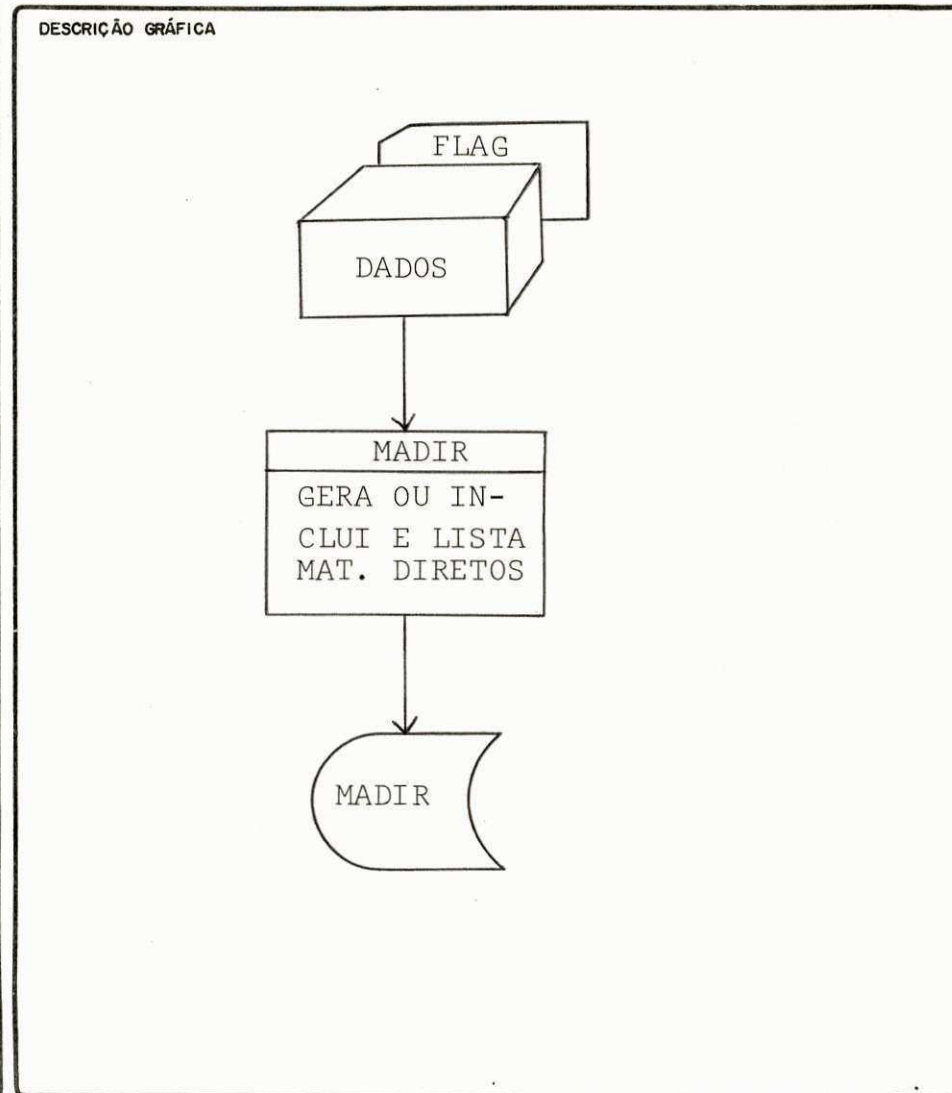 DESCRIÇÃO GRÁFICA
FLAG
DADOS
MADIR
GERA OU IN-
CLUI E LISTA
MAT. DIRETOS
MADIR